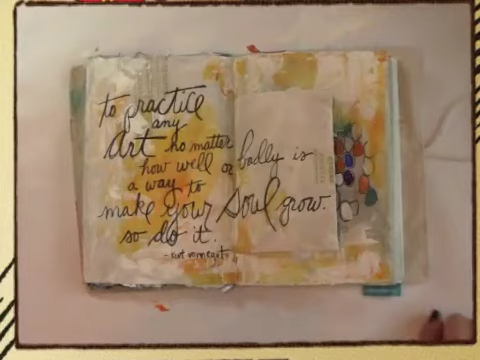 to practice
any
art no matter
how well or badly is
a way to
make your soul grow.
so do it.
- kurt vonnegut